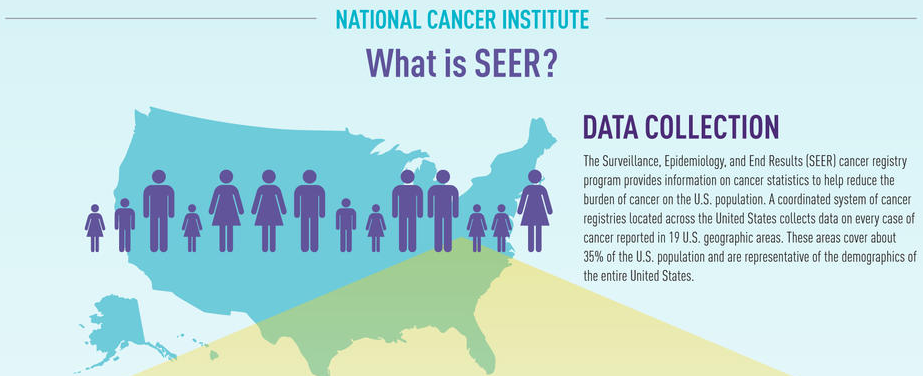 NATIONAL CANCER INSTITUTE
What is SEER?
DATA COLLECTION
The Surveillance, Epidemiology, and End Results (SEER) cancer registry
program provides information on cancer statistics to help reduce the
burden of cancer on the U.S. population. A coordinated system of cancer
registries located across the United States collects data on every case of
cancer reported in 19 U.S. geographic areas. These areas cover about
35% of the U.S. population and are representative of the demographics of
the entire United States.